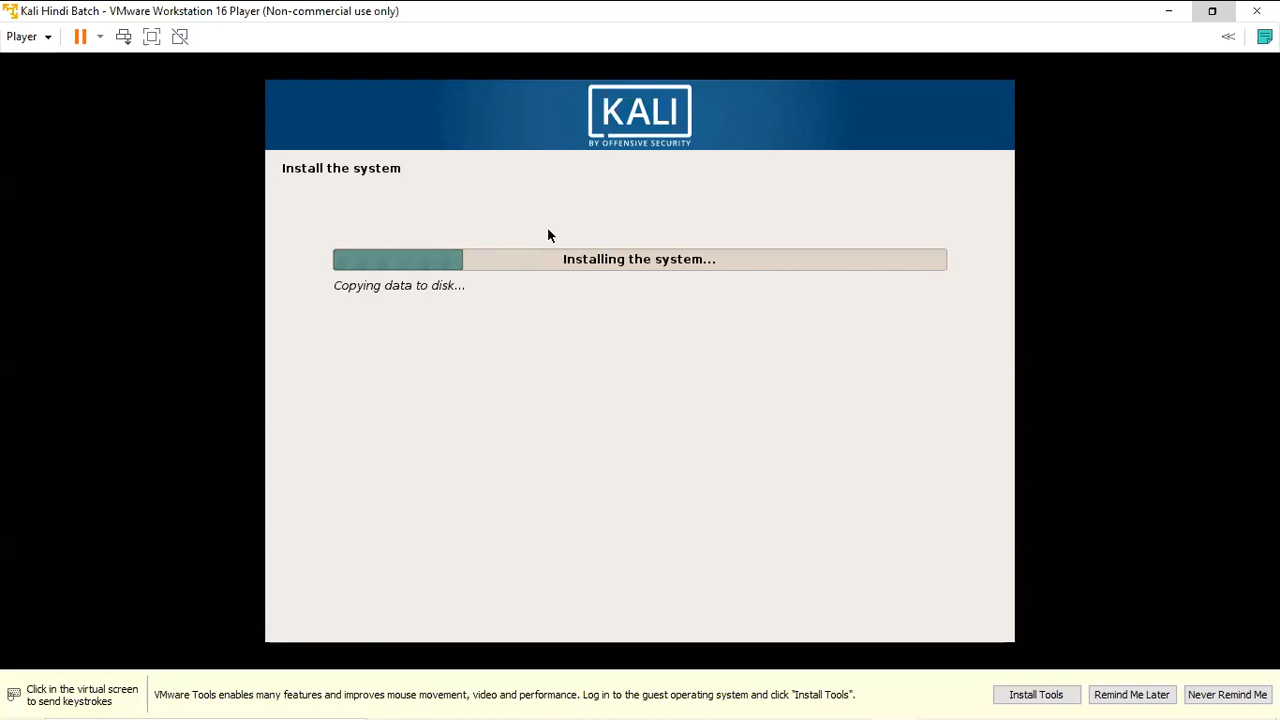 Kali Hindi Batch - VMware Workstation 16 Player (Non-commercial use only)
Player
KALI
BY OFFENSIVE SECURITY
Install the system
Installing the system...
Copying data to disk...
Click in the virtual screen
to send keystrokes
VMware Tools enables many features and improves mouse movement, video and performance. Log in to the guest operating system and click "Install Tools".
Install Tools
Remind Me Later
Never Remind Me